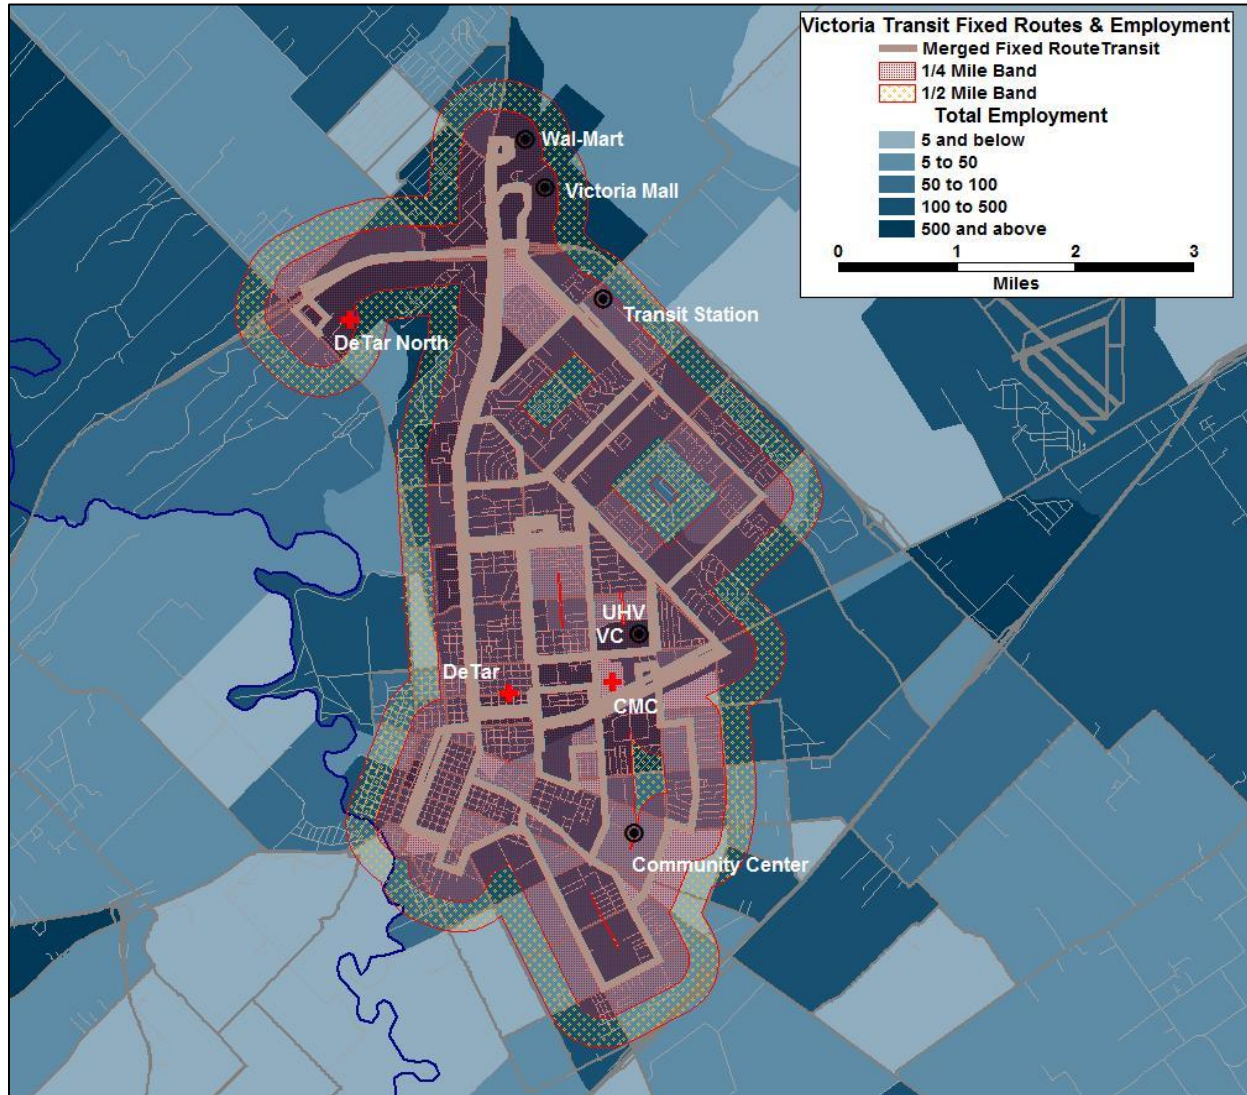 Victoria Transit Fixed Routes & Employment
Merged Fixed RouteTransit
1/4 Mile Band
1/2 Mile Band
Total Employment
5 and below
5 to 50
50 to 100
100 to 500
500 and above
0 1 2 3
Miles
Wal-Mart
Victoria Mall
Transit Station
DeTar North
UHV
VC
DeTar
CMC
Community Center